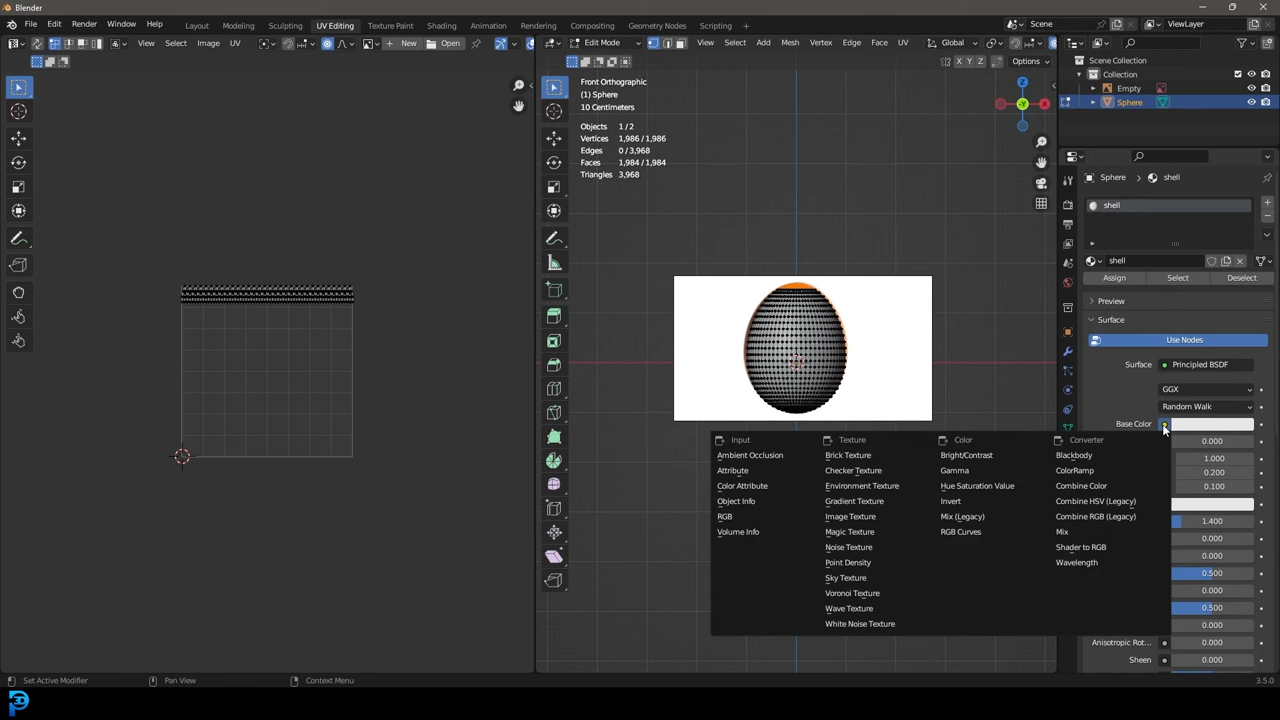 Blender
File Edit Render Window Help
Layout Modeling Sculpting UV Editing Texture Paint Shading Animation Rendering Compositing Geometry Nodes Scripting +
Scene
ViewLayer
View Select Image UV
New
Open
Edit Mode
View Select Add Mesh Vertex Edge Face UV
Global
X Y Z
Options
Scene Collection
Collection
Empty
Sphere
Front Orthographic
(1) Sphere
10 Centimeters
Objects 1/2
Vertices 1,986/1,986
Edges 0/3,968
Faces 1,984/1,984
Triangles 3,968
Z
-Y
X
Sphere > shell
shell
shell
Assign Select Deselect
Preview
Surface
Use Nodes
Surface Principled BSDF
GGX
Random Walk
Base Color
0.000
1.000
0.200
0.100
1.400
0.000
0.000
0.500
0.000
0.500
0.000
Anisotropic Rot... 0.000
Sheen 0.000
Input
Ambient Occlusion
Attribute
Color Attribute
Object Info
RGB
Volume Info
Texture
Brick Texture
Checker Texture
Environment Texture
Gradient Texture
Image Texture
Magic Texture
Noise Texture
Point Density
Sky Texture
Voronoi Texture
Wave Texture
White Noise Texture
Color
Bright/Contrast
Gamma
Hue Saturation Value
Invert
Mix (Legacy)
RGB Curves
Converter
Blackbody
ColorRamp
Combine Color
Combine HSV (Legacy)
Combine RGB (Legacy)
Mix
Shader to RGB
Wavelength
Set Active Modifier
Pan View
Context Menu
3.5.0